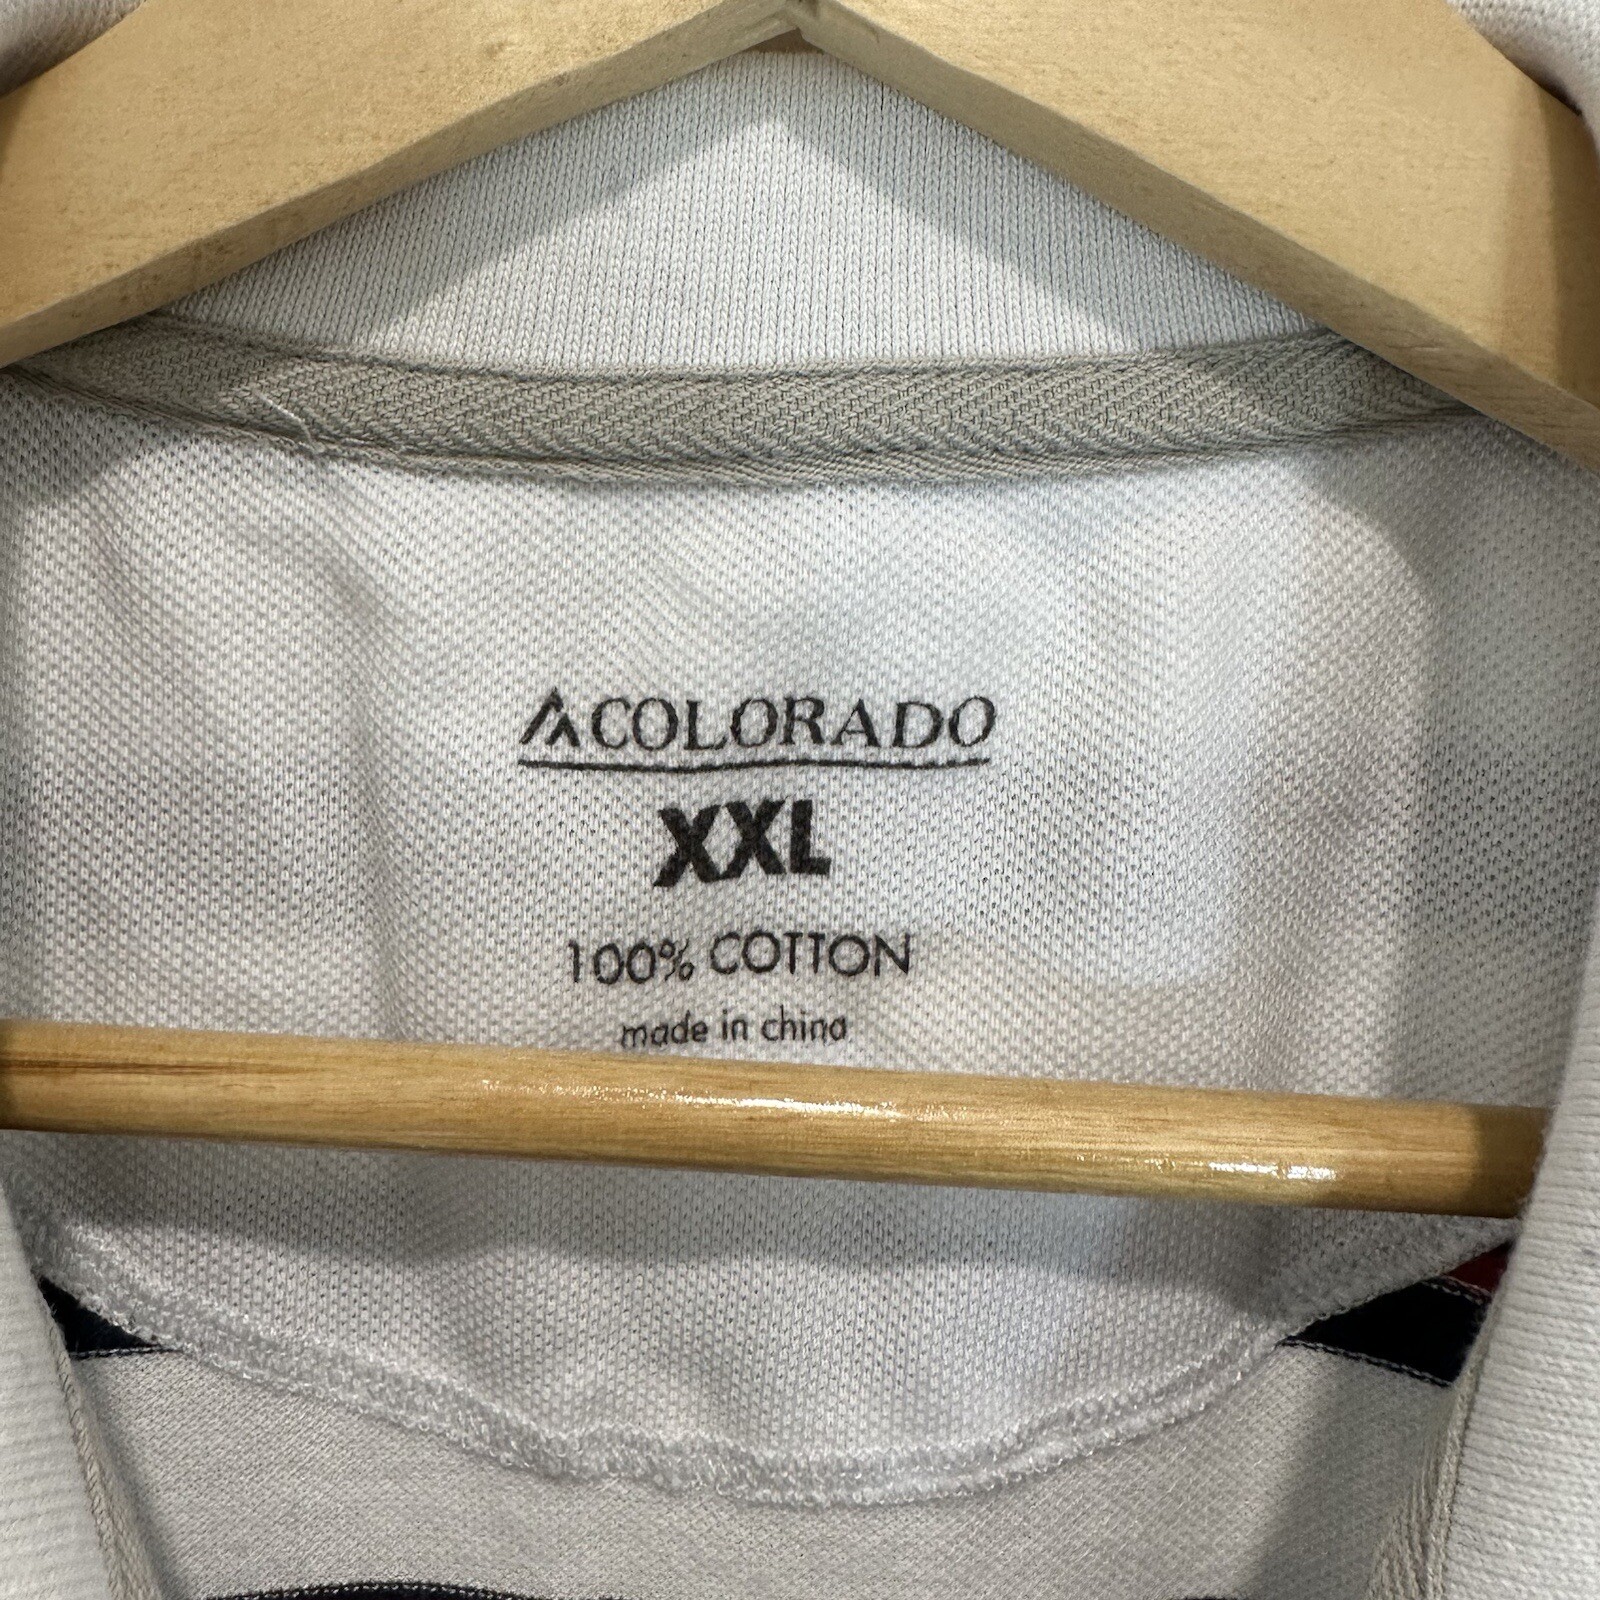 COLORADO
XXL
100% COTTON
made in china